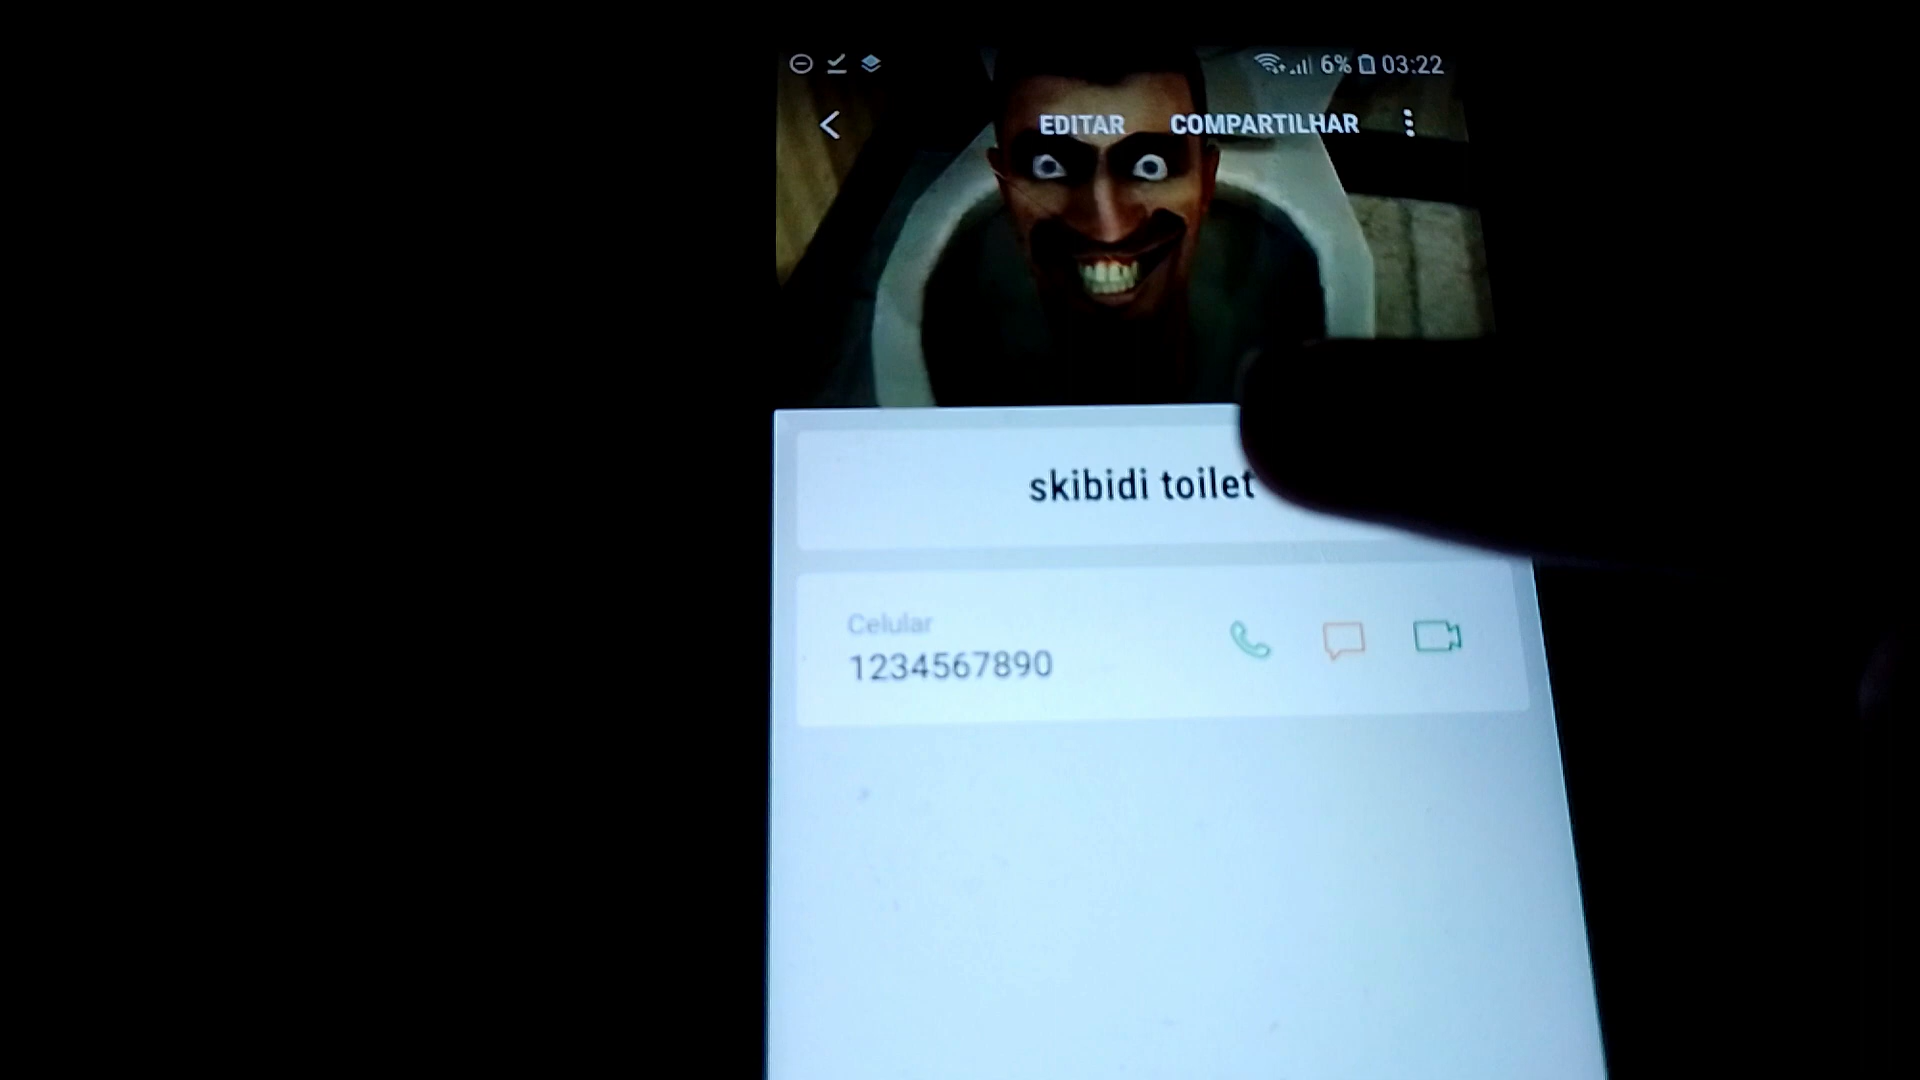 6% 03:22
EDITAR COMPARTILHAR
skibidi toilet
Celular
1234567890